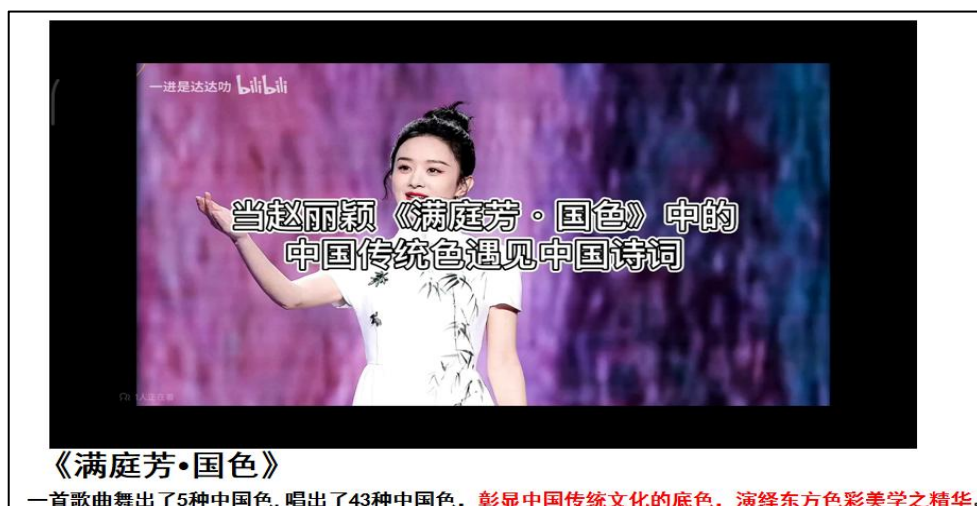 一进是达达叻 bilibili
当赵丽颖《满庭芳·国色》中的
中国传统色遇见中国诗词
《满庭芳•国色》
一首歌曲舞出了5种中国色,唱出了43种中国色，彰显中国传统文化的底色，演绎东方色彩美学之精华，